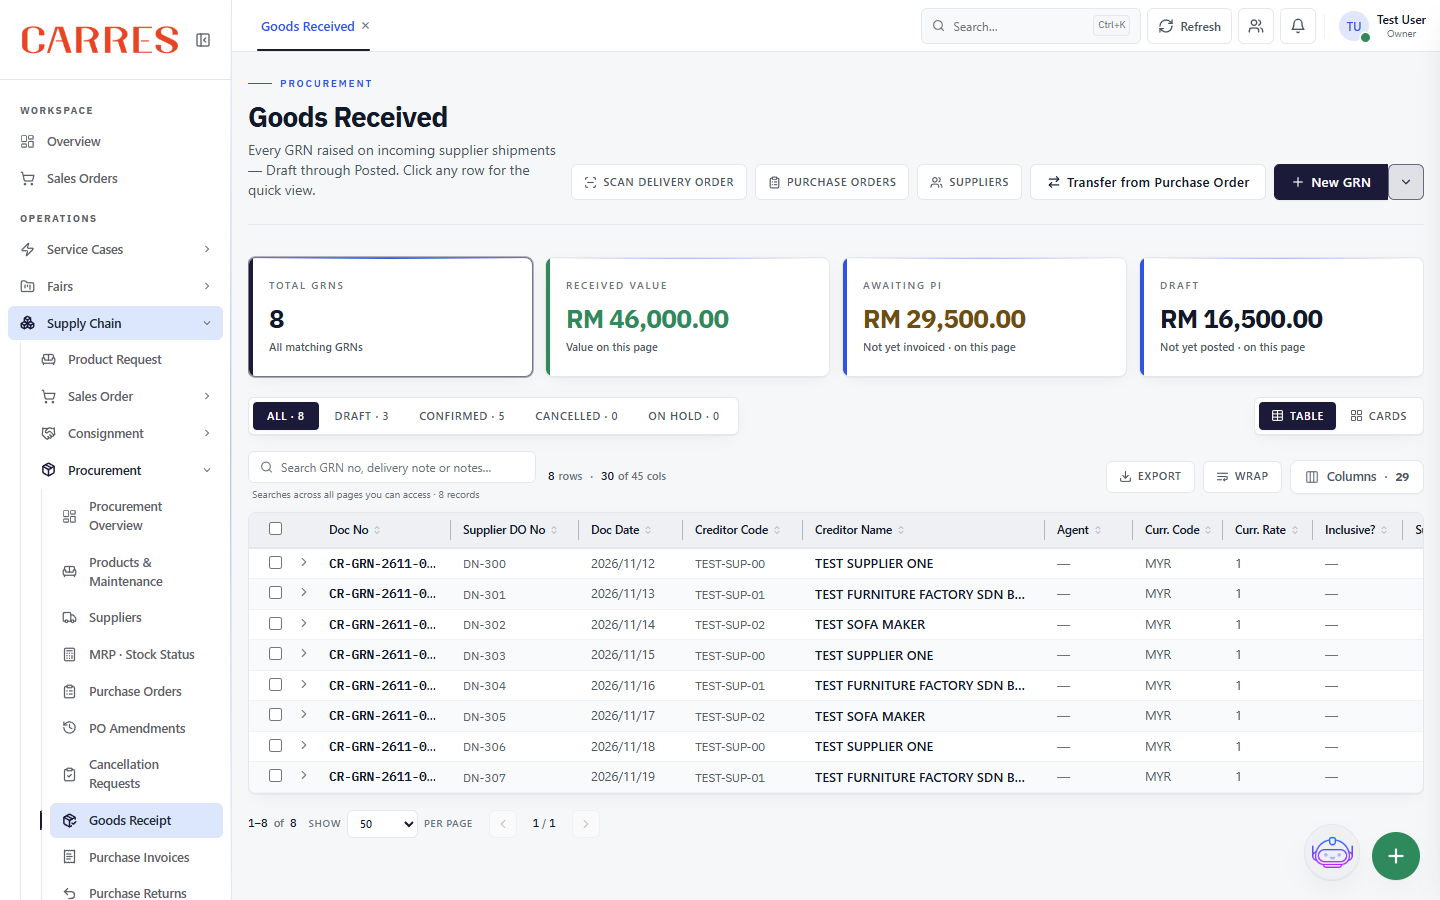 CARRES
WORKSPACE
Overview
Sales Orders
OPERATIONS
Service Cases
Fairs
Supply Chain
Product Request
Sales Order
Consignment
Procurement
Procurement
Overview
Products &
Maintenance
Suppliers
MRP · Stock Status
Purchase Orders
PO Amendments
Cancellation
Requests
Goods Receipt
Purchase Invoices
Purchase Returns
Goods Received
Search...
Ctrl+K
Refresh
TU
Test User
Owner
PROCUREMENT
Goods Received
Every GRN raised on incoming supplier shipments
— Draft through Posted. Click any row for the
quick view.
SCAN DELIVERY ORDER
PURCHASE ORDERS
SUPPLIERS
Transfer from Purchase Order
New GRN
TOTAL GRNS
8
All matching GRNs
RECEIVED VALUE
RM 46,000.00
Value on this page
AWAITING PI
RM 29,500.00
Not yet invoiced · on this page
DRAFT
RM 16,500.00
Not yet posted · on this page
ALL · 8
DRAFT · 3
CONFIRMED · 5
CANCELLED · 0
ON HOLD · 0
TABLE
CARDS
Search GRN no, delivery note or notes...
8 rows · 30 of 45 cols
Searches across all pages you can access · 8 records
EXPORT
WRAP
Columns · 29
Doc No Supplier DO No Doc Date Creditor Code Creditor Name Agent Curr. Code Curr. Rate Inclusive?
CR-GRN-2611-0... DN-300 2026/11/12 TEST-SUP-00 TEST SUPPLIER ONE — MYR 1 —
CR-GRN-2611-0... DN-301 2026/11/13 TEST-SUP-01 TEST FURNITURE FACTORY SDN B... — MYR 1 —
CR-GRN-2611-0... DN-302 2026/11/14 TEST-SUP-02 TEST SOFA MAKER — MYR 1 —
CR-GRN-2611-0... DN-303 2026/11/15 TEST-SUP-00 TEST SUPPLIER ONE — MYR 1 —
CR-GRN-2611-0... DN-304 2026/11/16 TEST-SUP-01 TEST FURNITURE FACTORY SDN B... — MYR 1 —
CR-GRN-2611-0... DN-305 2026/11/17 TEST-SUP-02 TEST SOFA MAKER — MYR 1 —
CR-GRN-2611-0... DN-306 2026/11/18 TEST-SUP-00 TEST SUPPLIER ONE — MYR 1 —
CR-GRN-2611-0... DN-307 2026/11/19 TEST-SUP-01 TEST FURNITURE FACTORY SDN B... — MYR 1 —
1–8 of 8 SHOW 50 PER PAGE 1 / 1